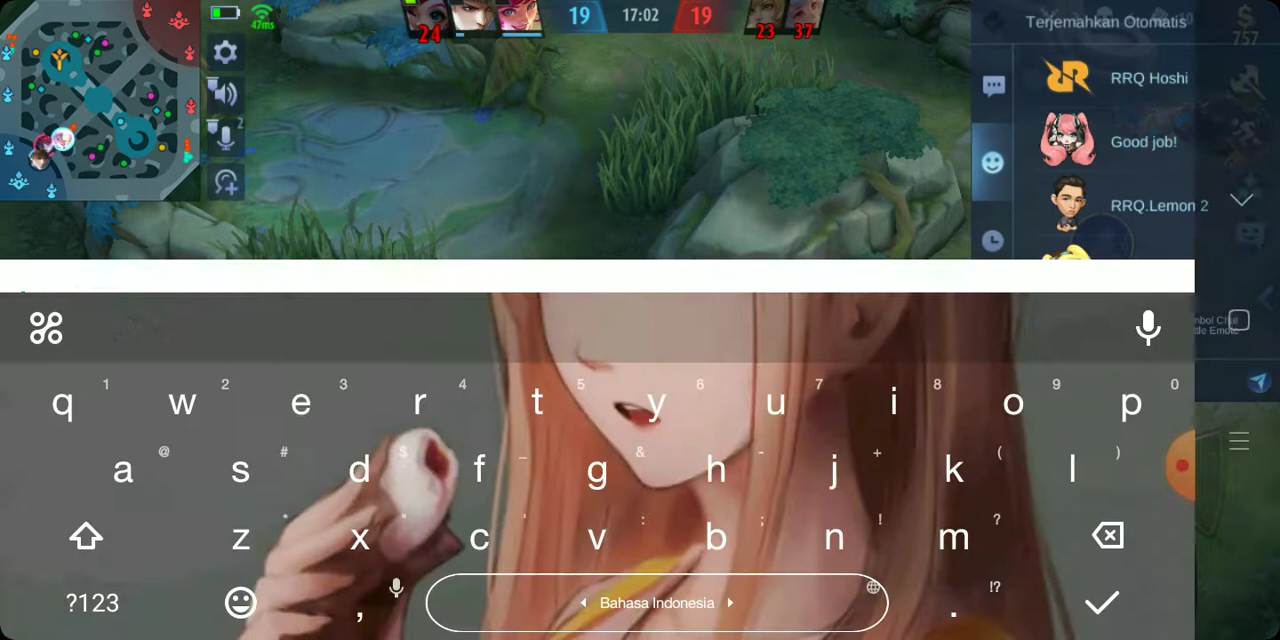 47ms
24
19
17:02
19
23
37
Terjemahkan Otomatis
757
RRQ Hoshi
Good job!
RRQ.Lemon 2
2
1 2 3 4 5 6 7 8 9 0
q w e r t y u i o p
@ # $ _ & - + ( )
a s d f g h j k l
* " ' : ; ! ?
z x c v b n m
?123 , Bahasa Indonesia . !?